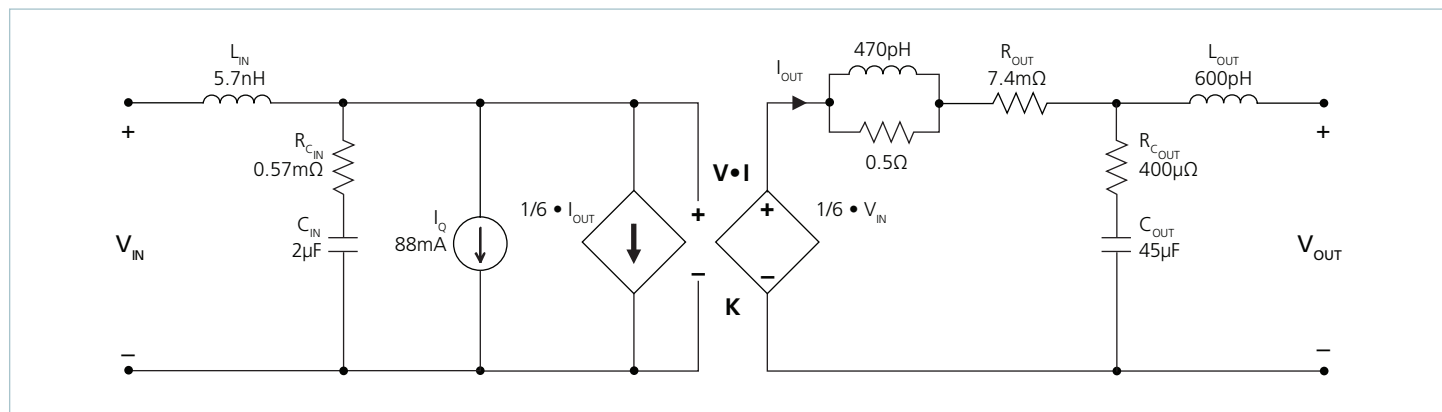 L_IN
5.7nH
+
R_C_IN
0.57mΩ
C_IN
2µF
V_IN
–
I_Q
88mA
1/6 • I_OUT
+
–
V•I
K
+
–
1/6 • V_IN
I_OUT
470pH
0.5Ω
R_OUT
7.4mΩ
L_OUT
600pH
R_C_OUT
400µΩ
C_OUT
45µF
+
V_OUT
–